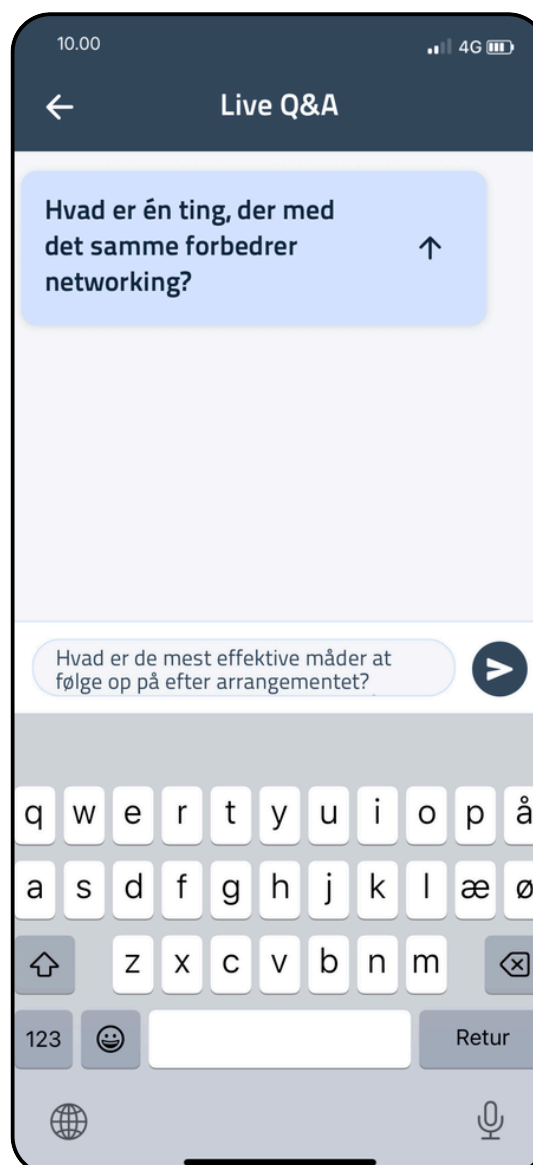 10.00
4G
Live Q&A
Hvad er én ting, der med
det samme forbedrer
networking?
Hvad er de mest effektive måder at
følge op på efter arrangementet?
q w e r t y u i o p å
a s d f g h j k l æ ø
z x c v b n m
123 Retur